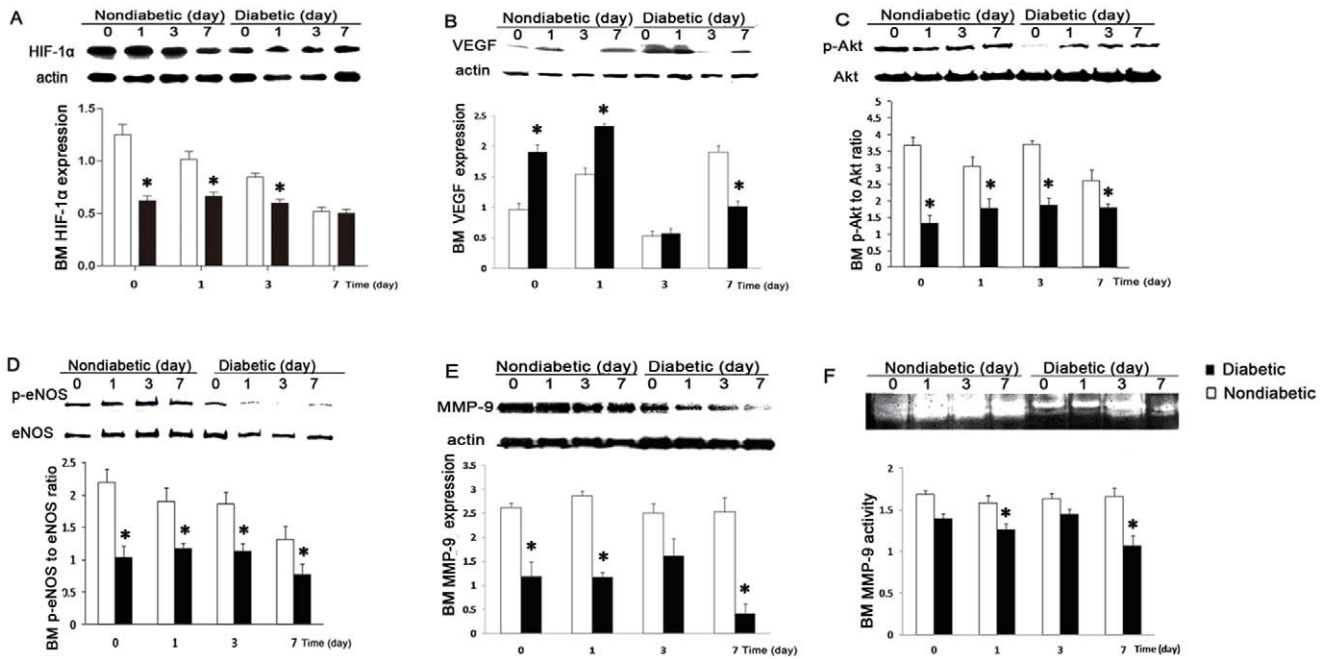 A
Nondiabetic (day) Diabetic (day)
0 1 3 7 0 1 3 7
HIF-1α
actin
BM HIF-1α expression
1.5
1.0
0.5
0.0
* * *
0 1 3 7 Time (day)
B
Nondiabetic (day) Diabetic (day)
0 1 3 7 0 1 3 7
VEGF
actin
BM VEGF expression
2.5
2
1.5
1
0.5
0
* * *
0 1 3 7 Time (day)
C
Nondiabetic (day) Diabetic (day)
0 1 3 7 0 1 3 7
p-Akt
Akt
BM p-Akt to Akt ratio
5
4.5
4
3.5
3
2.5
2
1.5
1
0.5
0
* * * *
0 1 3 7 Time (day)
D
Nondiabetic (day) Diabetic (day)
0 1 3 7 0 1 3 7
p-eNOS
eNOS
BM p-eNOS to eNOS ratio
2.5
2
1.5
1
0.5
0
* * * *
0 1 3 7 Time (day)
E
Nondiabetic (day) Diabetic (day)
0 1 3 7 0 1 3 7
MMP-9
actin
BM MMP-9 expression
3.5
3
2.5
2
1.5
1
0.5
0
* * *
0 1 3 7 Time (day)
F
Nondiabetic (day) Diabetic (day)
0 1 3 7 0 1 3 7
BM MMP-9 activity
2
1.5
1
0.5
0
* *
0 1 3 7 Time (day)
Diabetic
Nondiabetic